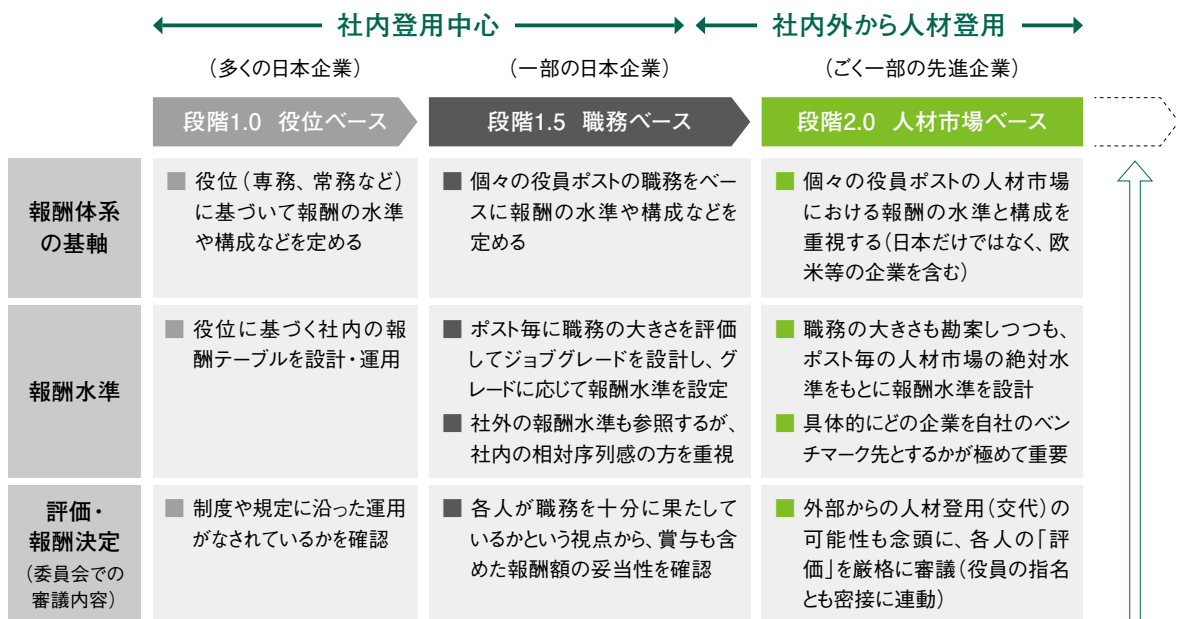 社内登用中心
社内外から人材登用
（多くの日本企業）
（一部の日本企業）
（ごく一部の先進企業）
段階1.0 役位ベース
段階1.5 職務ベース
段階2.0 人材市場ベース
報酬体系
の基軸
■ 役位（専務、常務など）
に基づいて報酬の水準
や構成などを定める
■ 個々の役員ポストの職務をベー
スに報酬の水準や構成などを
定める
■ 個々の役員ポストの人材市場
における報酬の水準と構成を
重視する（日本だけではなく、欧
米等の企業を含む）
報酬水準
■ 役位に基づく社内の報
酬テーブルを設計・運用
■ ポスト毎に職務の大きさを評価
してジョブグレードを設計し、グ
レードに応じて報酬水準を設定
■ 社外の報酬水準も参照するが、
社内の相対序列感の方を重視
■ 職務の大きさも勘案しつつも、
ポスト毎の人材市場の絶対水
準をもとに報酬水準を設計
■ 具体的にどの企業を自社のベン
チマーク先とするかが極めて重要
評価・
報酬決定
（委員会での
審議内容）
■ 制度や規定に沿った運用
がなされているかを確認
■ 各人が職務を十分に果たして
いるかという視点から、賞与も含
めた報酬額の妥当性を確認
■ 外部からの人材登用（交代）の
可能性も念頭に、各人の「評
価」を厳格に審議（役員の指名
とも密接に連動）